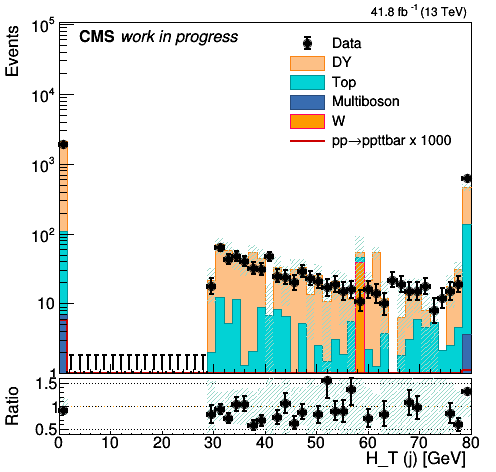 41.8 fb⁻¹ (13 TeV)
CMS work in progress
Events
Data
DY
Top
Multiboson
W
pp→ppttbar x 1000
10⁵
10⁴
10³
10²
10
1
Ratio
1.5
1
0.5
0 10 20 30 40 50 60 70 80
H_T (j) [GeV]